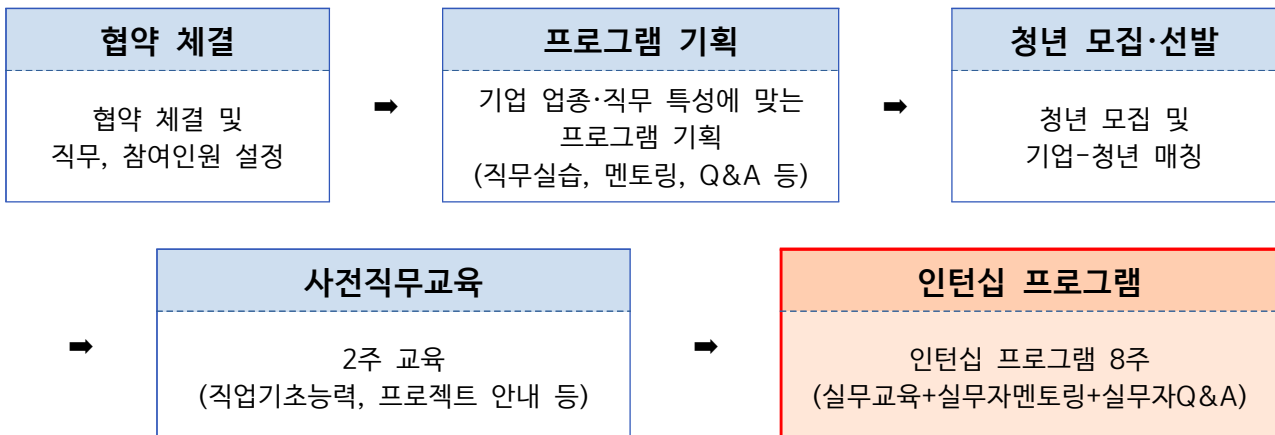 협약 체결
협약 체결 및
직무, 참여인원 설정
➡
프로그램 기획
기업 업종·직무 특성에 맞는
프로그램 기획
(직무실습, 멘토링, Q&A 등)
➡
청년 모집·선발
청년 모집 및
기업-청년 매칭
➡
사전직무교육
2주 교육
(직업기초능력, 프로젝트 안내 등)
➡
인턴십 프로그램
인턴십 프로그램 8주
(실무교육+실무자멘토링+실무자Q&A)